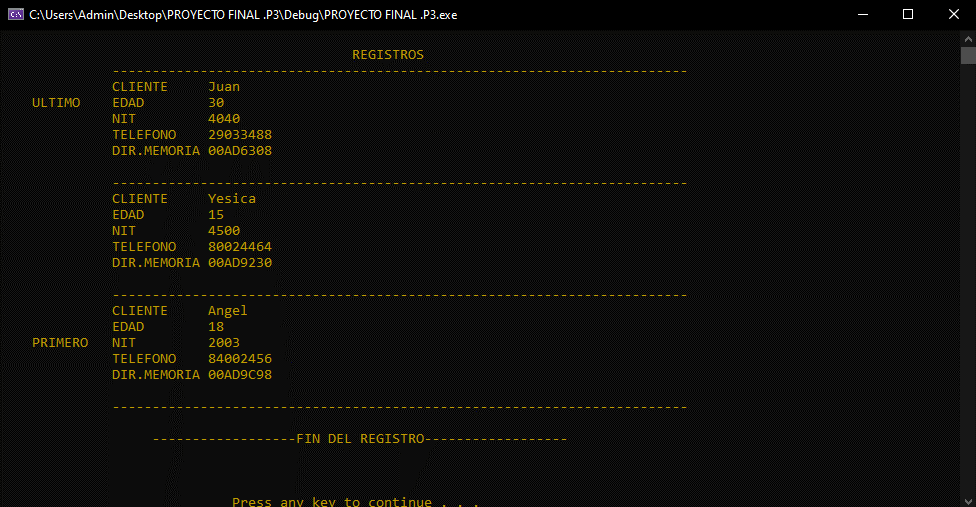 C:\Users\Admin\Desktop\PROYECTO FINAL .P3\Debug\PROYECTO FINAL .P3.exe
REGISTROS
------------------------------------------------------------------------
CLIENTE Juan
ULTIMO EDAD 30
NIT 4040
TELEFONO 29033488
DIR.MEMORIA 00AD6308
------------------------------------------------------------------------
CLIENTE Yesica
EDAD 15
NIT 4500
TELEFONO 80024464
DIR.MEMORIA 00AD9230
------------------------------------------------------------------------
CLIENTE Angel
EDAD 18
PRIMERO NIT 2003
TELEFONO 84002456
DIR.MEMORIA 00AD9C98
------------------------------------------------------------------------
------------------FIN DEL REGISTRO------------------
Press any key to continue . . .